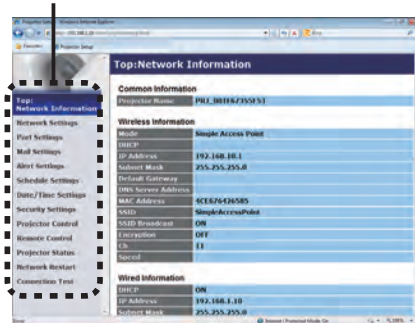 Projector Setup
Top:Network Information
Common Information
Projector Name
Wireless Information
Mode Simple Access Point
DHCP
IP Address 192.168.10.1
Subnet Mask 255.255.255.0
Default Gateway
DNS Server Address
MAC Address 4CE676426585
SSID SimpleAccessPoint
SSID Broadcast ON
Encryption OFF
Ch 11
Speed
Wired Information
DHCP ON
IP Address 192.168.1.10
Subnet Mask 255.255.255.0
Top:
Network Information
Network Settings
Port Settings
Mail Settings
Alert Settings
Schedule Settings
Date/Time Settings
Security Settings
Projector Control
Remote Control
Projector Status
Network Restart
Connection Test